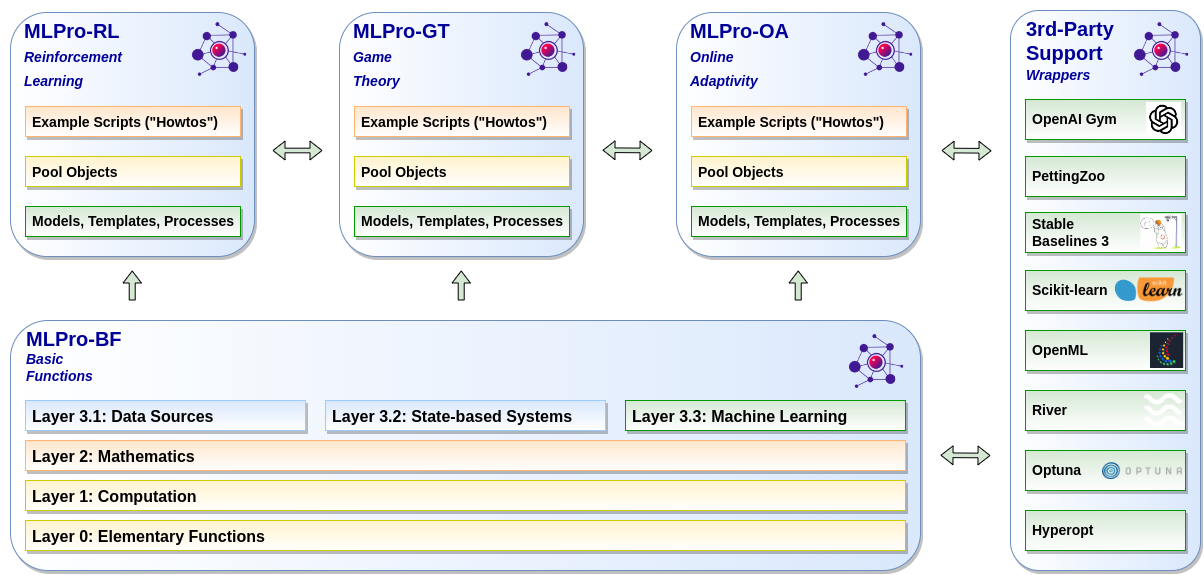 MLPro-RL
Reinforcement
Learning
Example Scripts ("Howtos")
Pool Objects
Models, Templates, Processes
MLPro-GT
Game
Theory
Example Scripts ("Howtos")
Pool Objects
Models, Templates, Processes
MLPro-OA
Online
Adaptivity
Example Scripts ("Howtos")
Pool Objects
Models, Templates, Processes
MLPro-BF
Basic
Functions
Layer 3.1: Data Sources
Layer 3.2: State-based Systems
Layer 3.3: Machine Learning
Layer 2: Mathematics
Layer 1: Computation
Layer 0: Elementary Functions
3rd-Party
Support
Wrappers
OpenAI Gym
PettingZoo
Stable
Baselines 3
Scikit-learn
scikit
learn
OpenML
River
Optuna
OPTUNA
Hyperopt